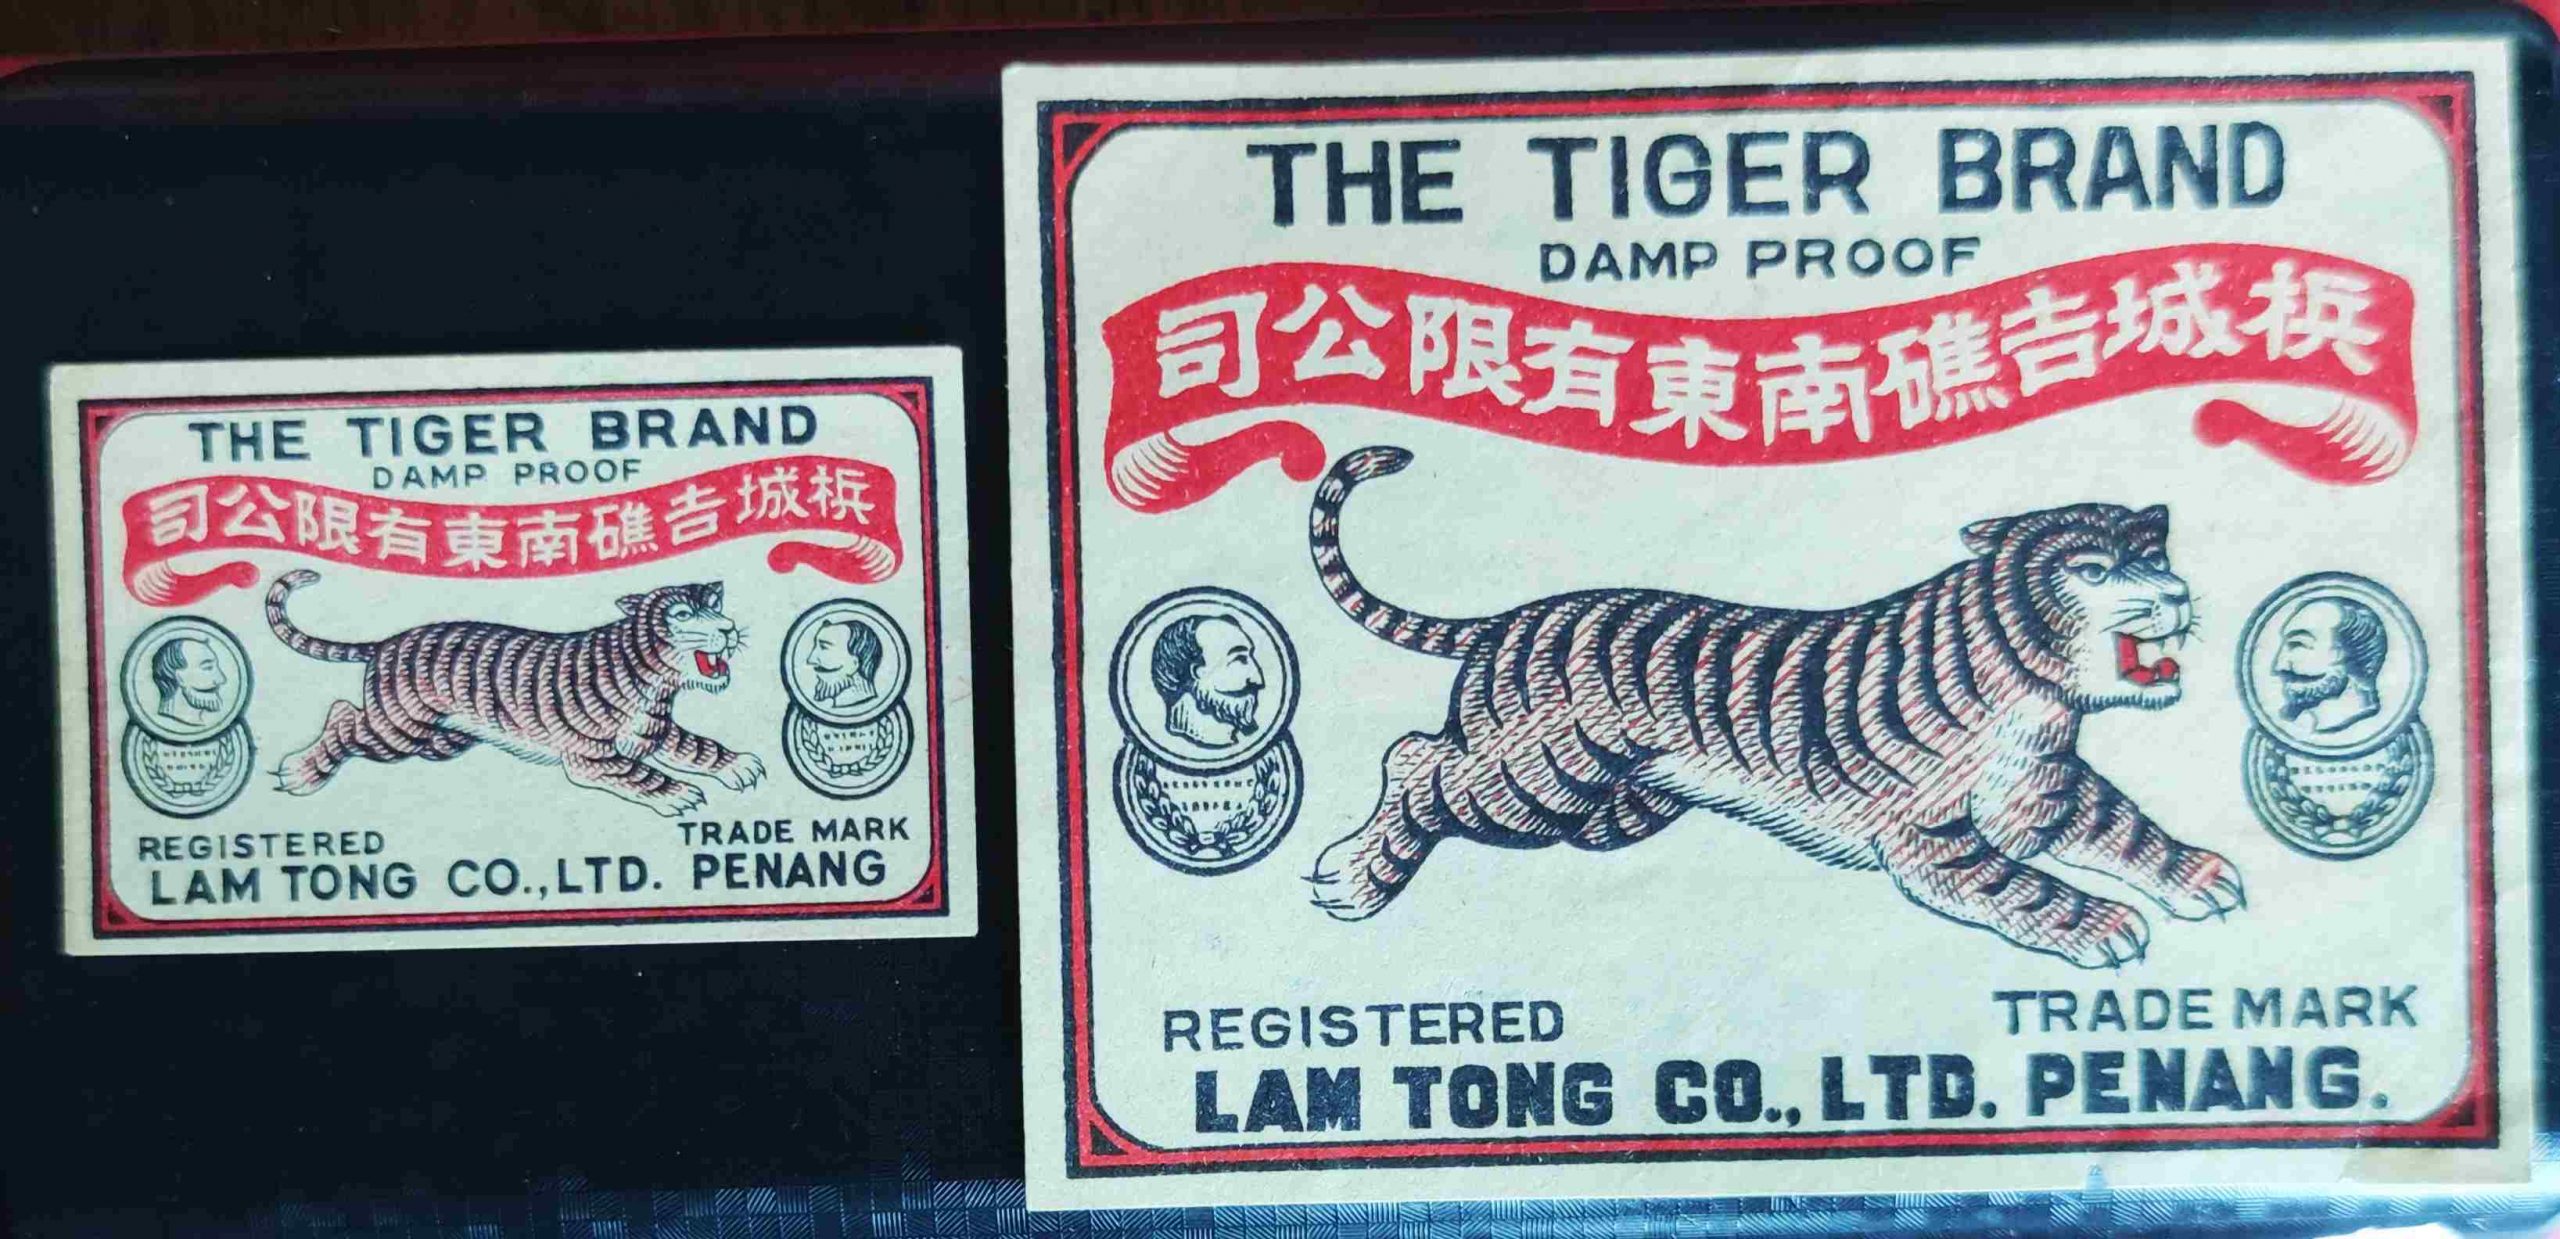 THE TIGER BRAND
DAMP PROOF
梹城吉礁南東有限公司
REGISTERED
TRADE MARK
LAM TONG CO., LTD. PENANG
THE TIGER BRAND
DAMP PROOF
梹城吉礁南東有限公司
REGISTERED
TRADE MARK
LAM TONG CO., LTD. PENANG.